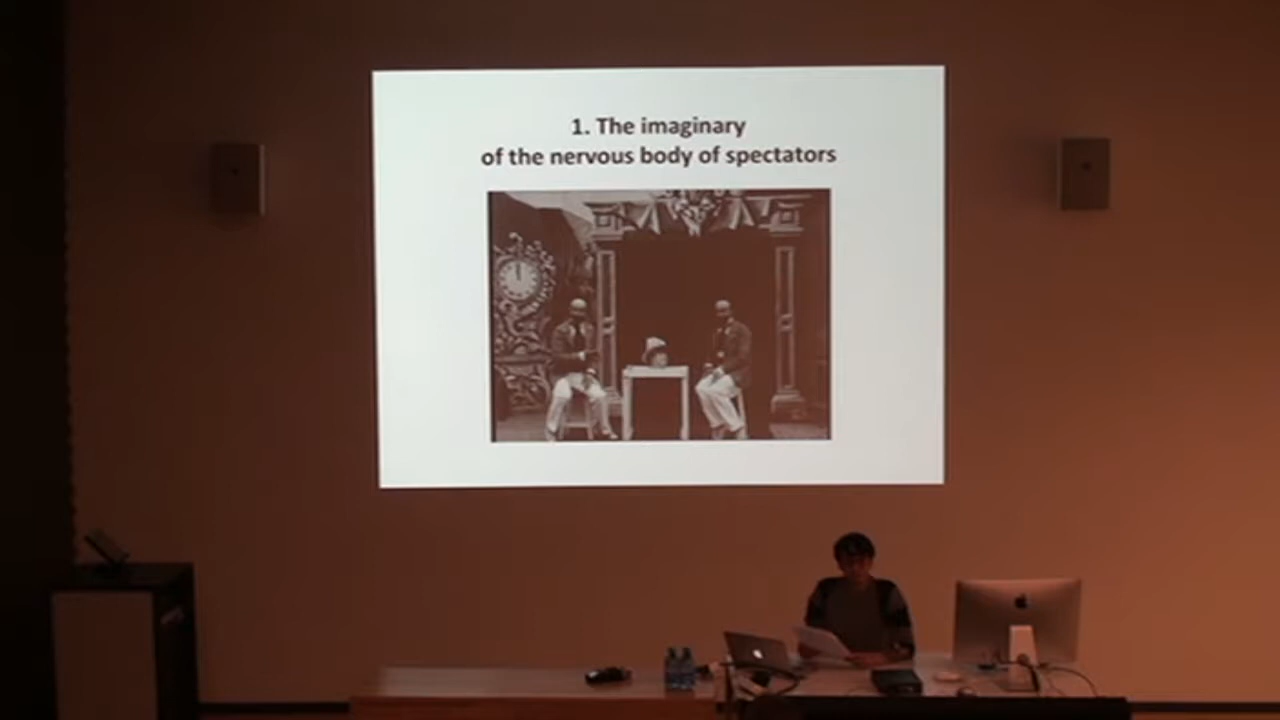 1. The imaginary
of the nervous body of spectators